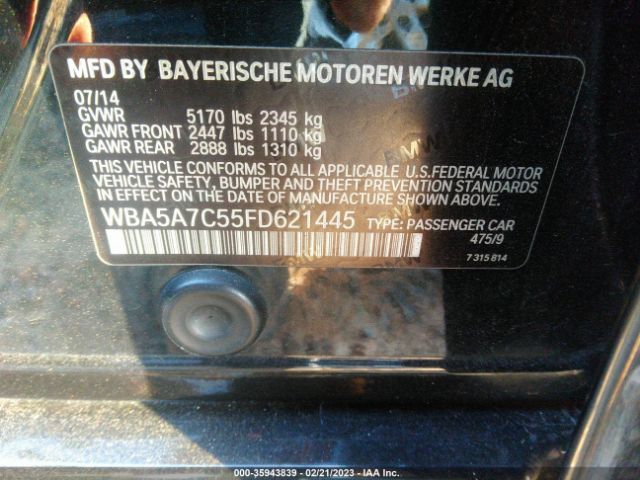 MFD BY BAYERISCHE MOTOREN WERKE AG
07/14
GVWR 5170 lbs 2345 kg
GAWR FRONT 2447 lbs 1110 kg
GAWR REAR 2888 lbs 1310 kg
THIS VEHICLE CONFORMS TO ALL APPLICABLE U.S.FEDERAL MOTOR
VEHICLE SAFETY, BUMPER AND THEFT PREVENTION STANDARDS
IN EFFECT ON THE DATE OF MANUFACTURE SHOWN ABOVE.
WBA5A7C55FD621445 TYPE: PASSENGER CAR
475/9
7 315 814
000-35943839 - 02/21/2023 - IAA Inc.